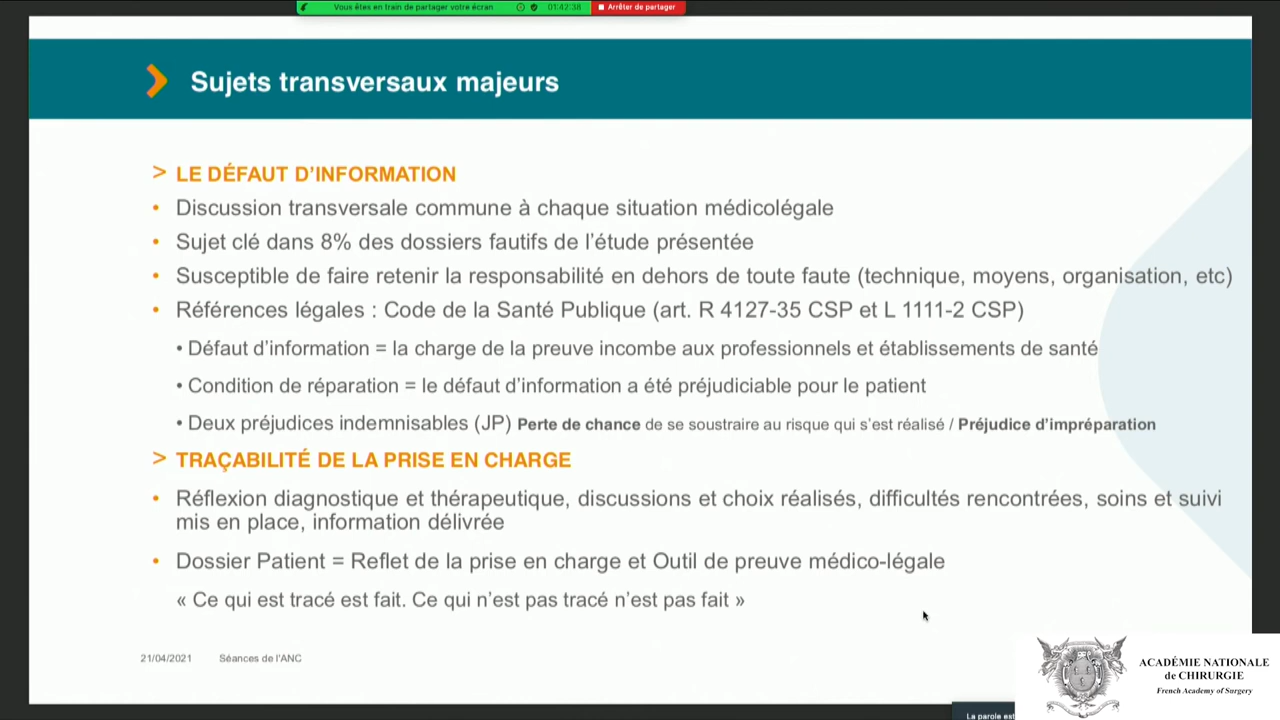 Vous êtes en train de partager votre écran
01:42:38
Arrêter de partager
Sujets transversaux majeurs
> LE DÉFAUT D’INFORMATION
• Discussion transversale commune à chaque situation médicolégale
• Sujet clé dans 8% des dossiers fautifs de l’étude présentée
• Susceptible de faire retenir la responsabilité en dehors de toute faute (technique, moyens, organisation, etc)
• Références légales : Code de la Santé Publique (art. R 4127-35 CSP et L 1111-2 CSP)
• Défaut d’information = la charge de la preuve incombe aux professionnels et établissements de santé
• Condition de réparation = le défaut d’information a été préjudiciable pour le patient
• Deux préjudices indemnisables (JP) Perte de chance de se soustraire au risque qui s’est réalisé / Préjudice d’impréparation
> TRAÇABILITÉ DE LA PRISE EN CHARGE
• Réflexion diagnostique et thérapeutique, discussions et choix réalisés, difficultés rencontrées, soins et suivi
mis en place, information délivrée
• Dossier Patient = Reflet de la prise en charge et Outil de preuve médico-légale
« Ce qui est tracé est fait. Ce qui n’est pas tracé n’est pas fait »
21/04/2021 Séances de l'ANC
ACADÉMIE NATIONALE
de CHIRURGIE
French Academy of Surgery
La parole est